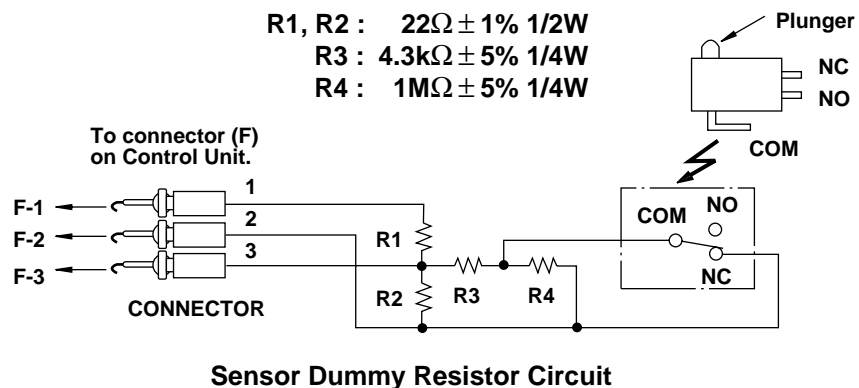 R1, R2 : 22Ω ± 1% 1/2W
R3 : 4.3kΩ ± 5% 1/4W
R4 : 1MΩ ± 5% 1/4W
Plunger
NC
NO
COM
To connector (F)
on Control Unit.
F-1
1
F-2
2
F-3
3
CONNECTOR
R1
R2
R3
R4
COM
NO
NC
Sensor Dummy Resistor Circuit